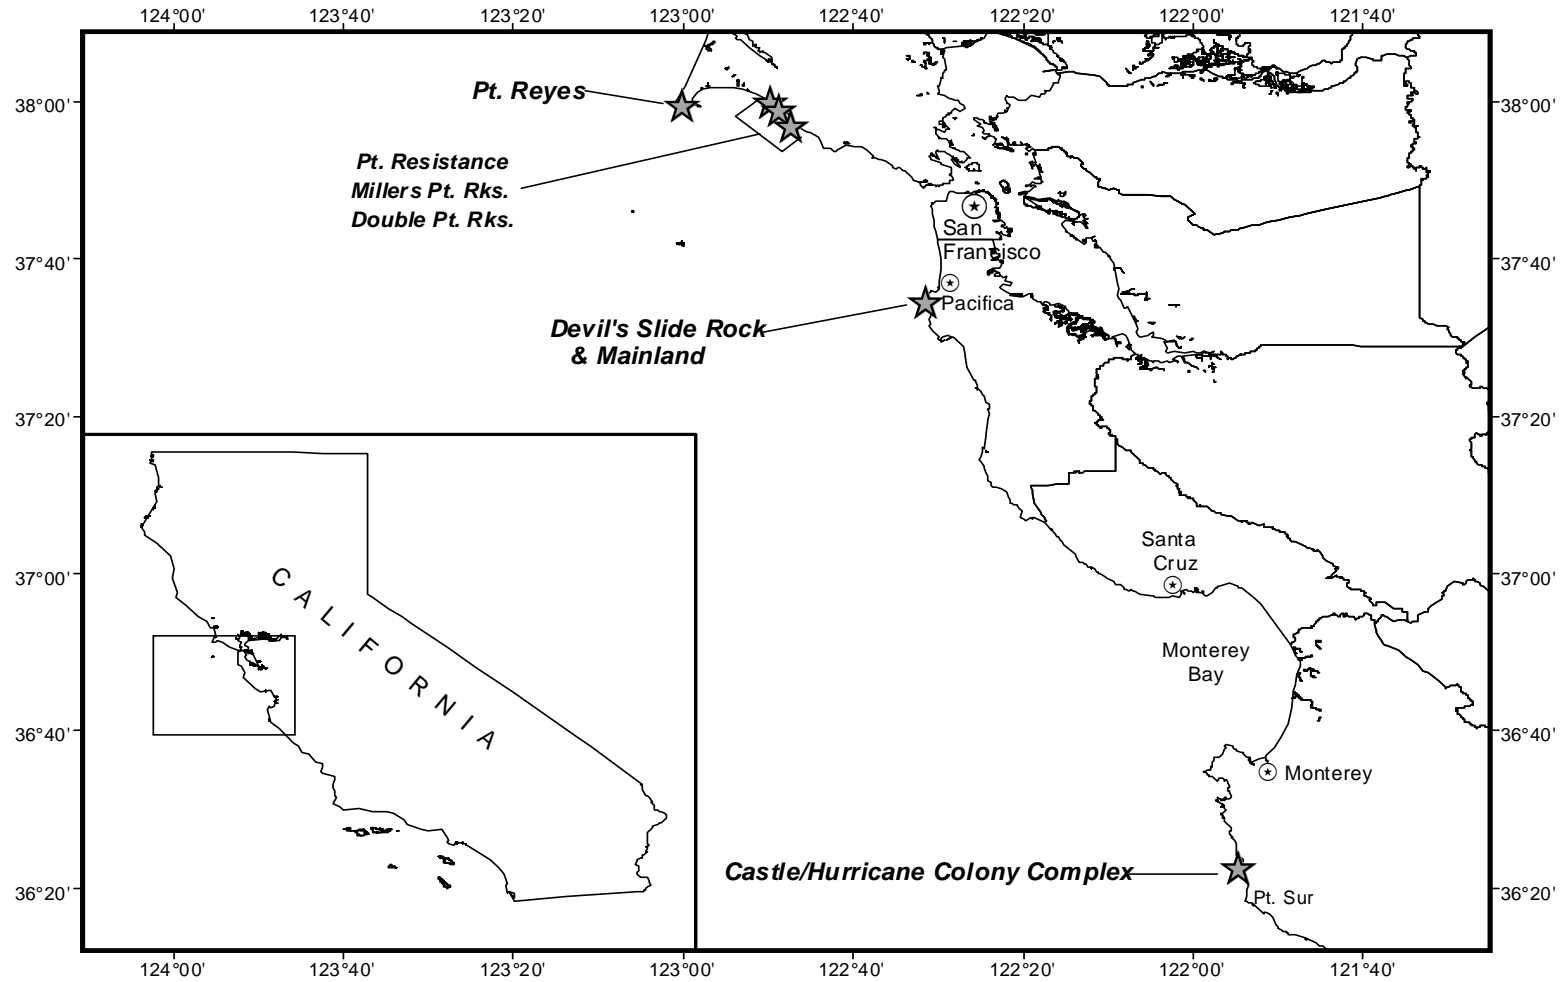 124°00' 123°40' 123°20' 123°00' 122°40' 122°20' 122°00' 121°40'
Pt. Reyes
38°00' 38°00'
Pt. Resistance
Millers Pt. Rks.
Double Pt. Rks.
San
Francisco
37°40' 37°40'
Pacifica
Devil's Slide Rock
& Mainland
37°20' 37°20'
Santa
Cruz
37°00' 37°00'
CALIFORNIA
Monterey
Bay
36°40' 36°40'
Monterey
Castle/Hurricane Colony Complex
36°20' 36°20'
Pt. Sur
124°00' 123°40' 123°20' 123°00' 122°40' 122°20' 122°00' 121°40'